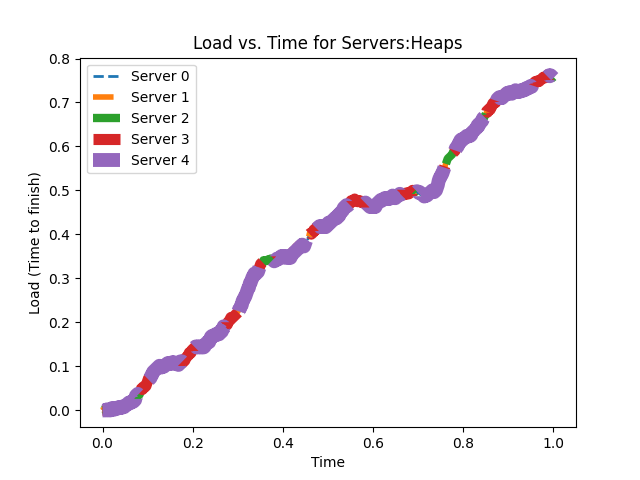 Load vs. Time for Servers:Heaps
0.8
0.7
0.6
0.5
0.4
0.3
0.2
0.1
0.0
Load (Time to finish)
Server 0
Server 1
Server 2
Server 3
Server 4
0.0 0.2 0.4 0.6 0.8 1.0
Time